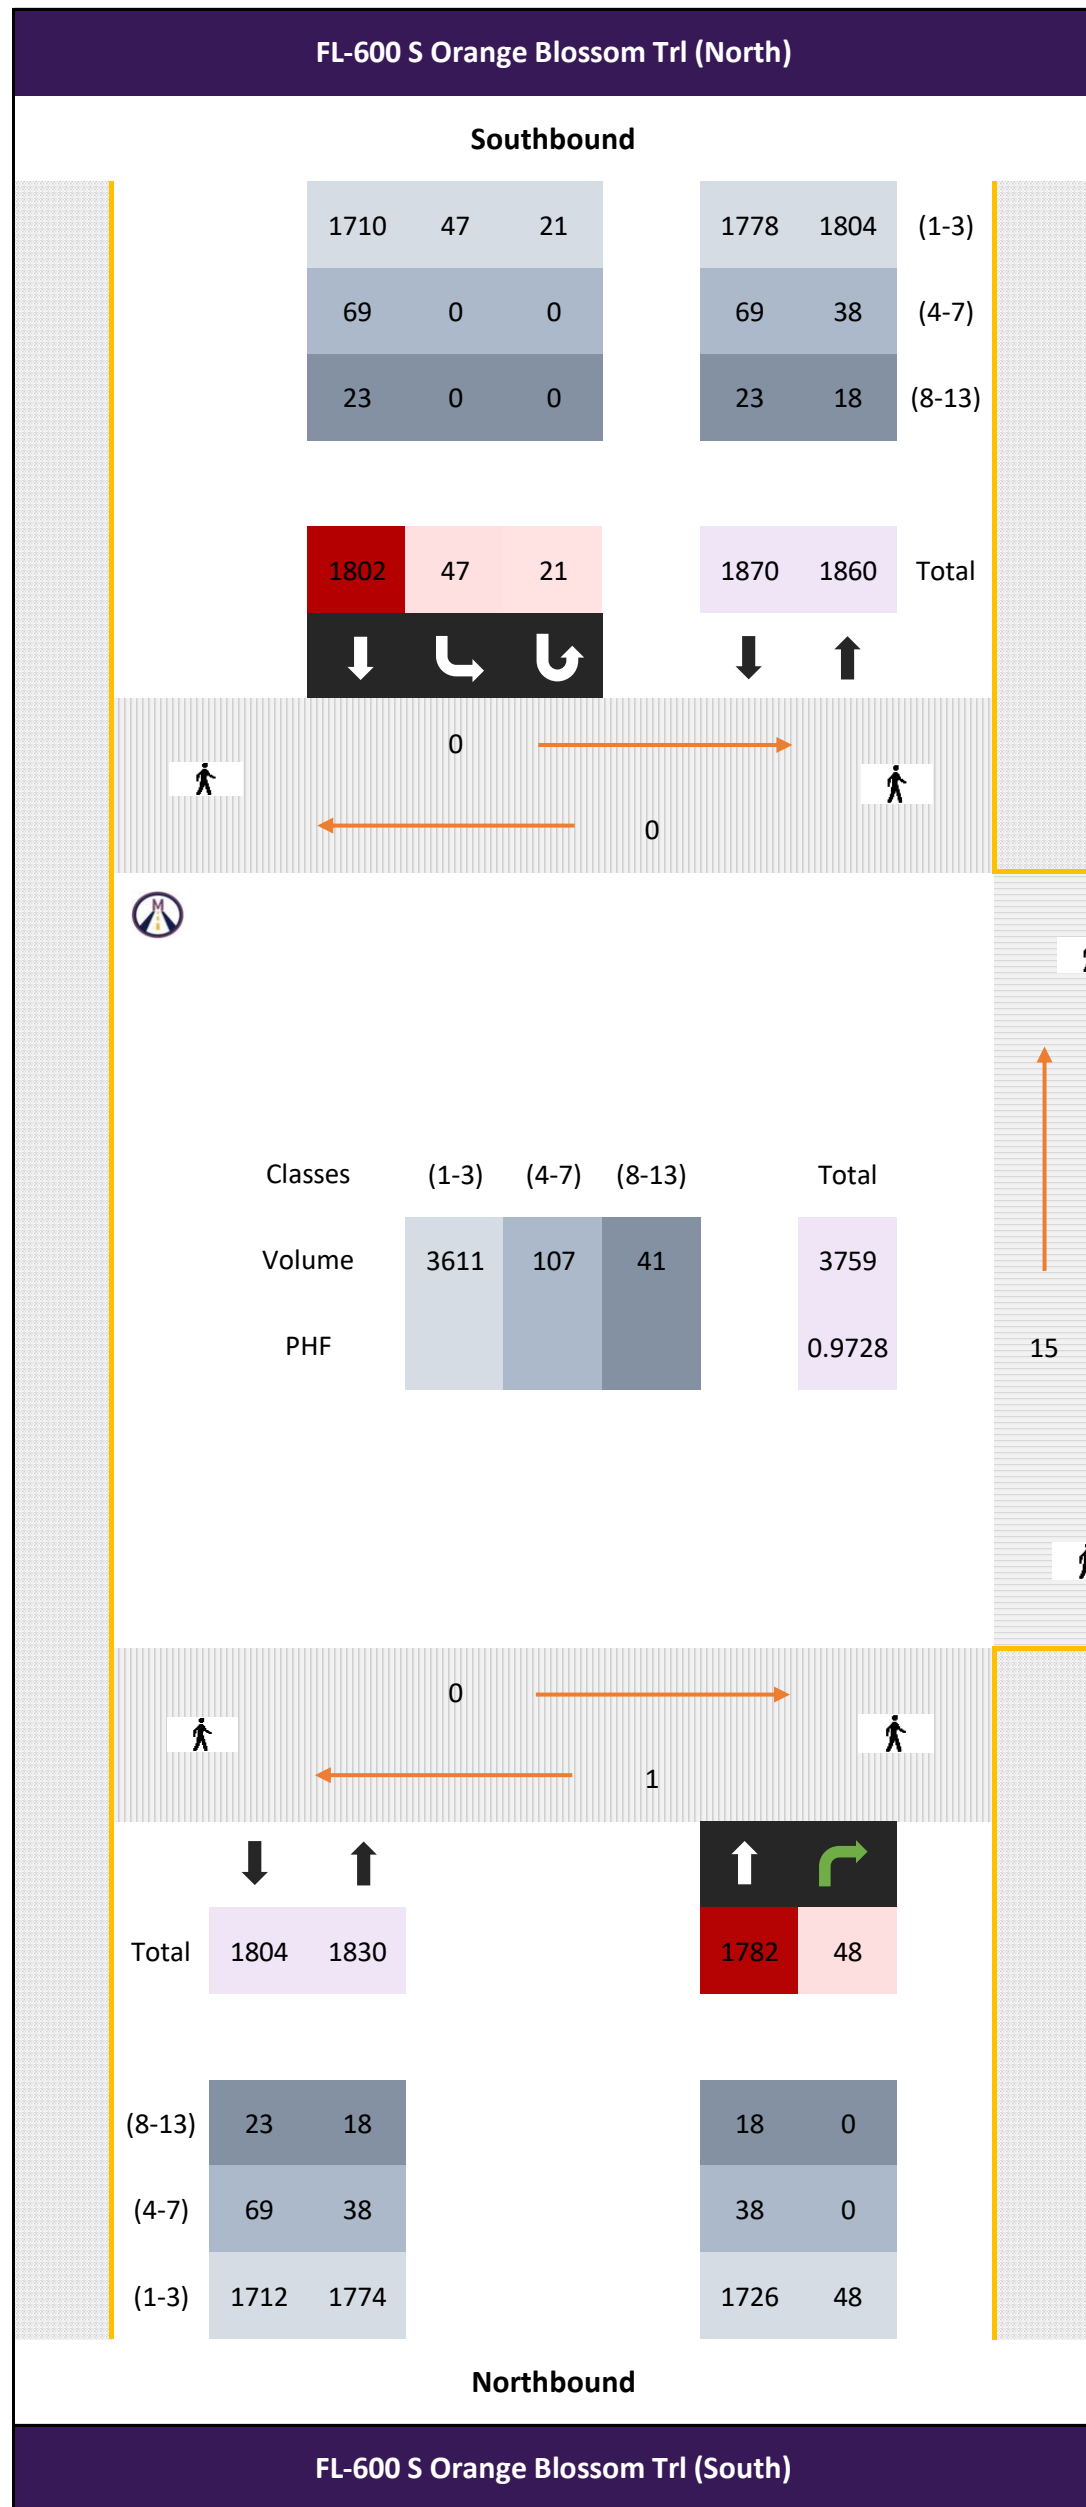 FL-600 S Orange Blossom Trl (North)
Southbound
1710 47 21 1778 1804 (1-3)
69 0 0 69 38 (4-7)
23 0 0 23 18 (8-13)
1802 47 21 1870 1860 Total
0
0
M
Classes (1-3) (4-7) (8-13) Total
Volume 3611 107 41 3759
PHF 0.9728 15
0
1
Total 1804 1830 1782 48
(8-13) 23 18 18 0
(4-7) 69 38 38 0
(1-3) 1712 1774 1726 48
Northbound
FL-600 S Orange Blossom Trl (South)